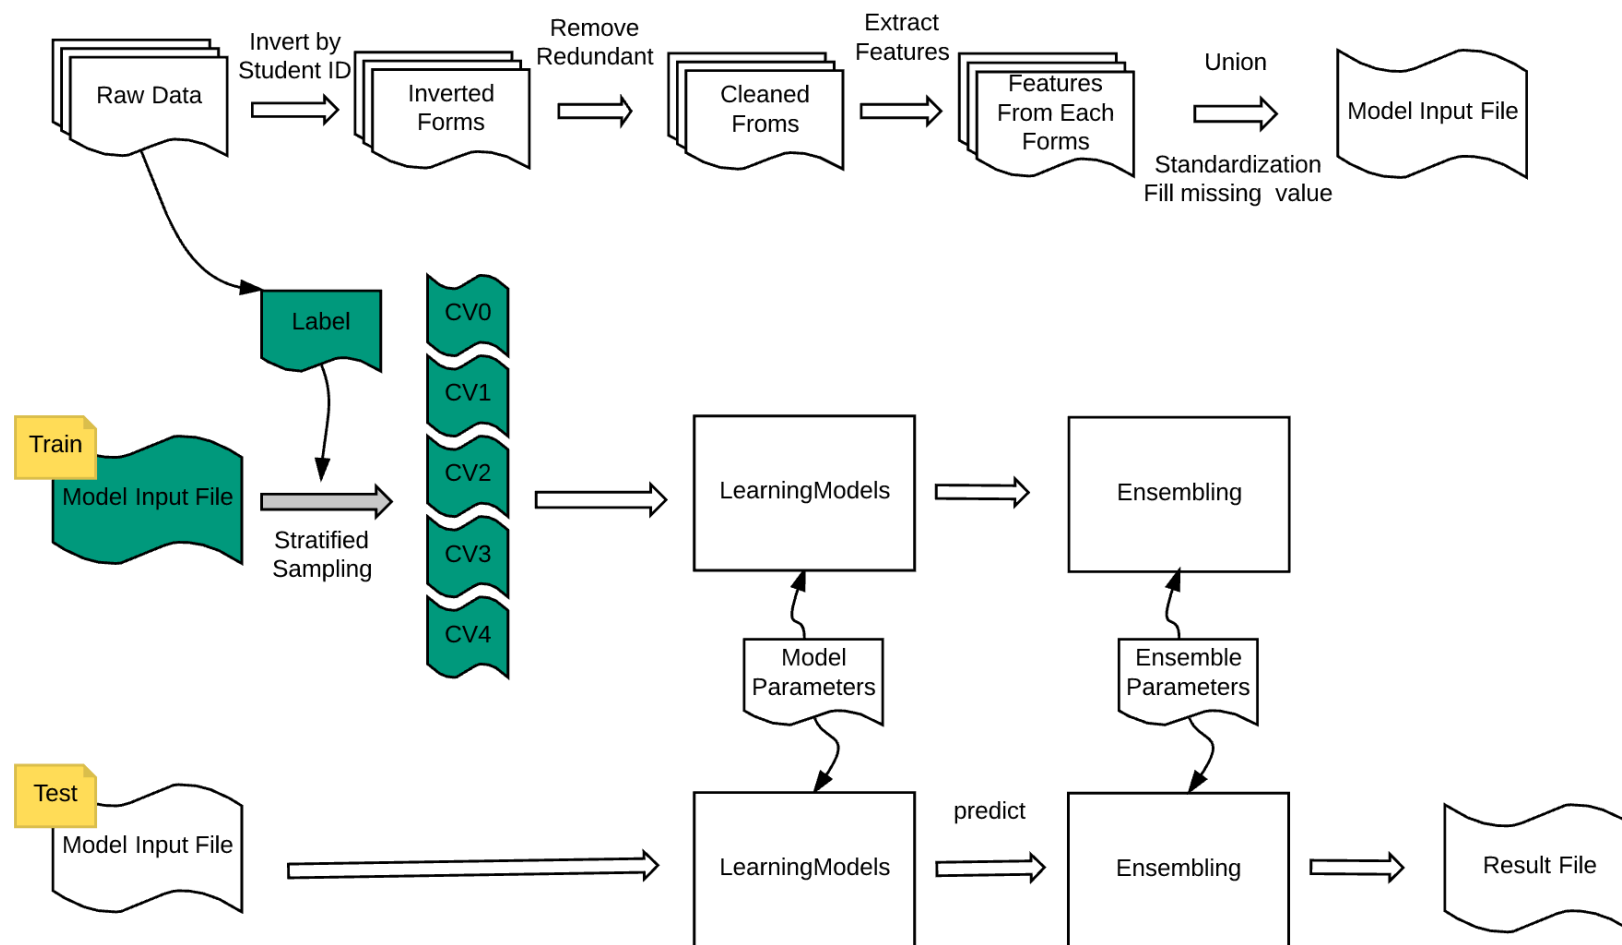 Raw Data
Invert by
Student ID
Inverted
Forms
Remove
Redundant
Cleaned
Froms
Extract
Features
Features
From Each
Forms
Union
Standardization
Fill missing  value
Model Input File
Label
CV0
CV1
CV2
CV3
CV4
Train
Model Input File
Stratified
Sampling
LearningModels
Ensembling
Model
Parameters
Ensemble
Parameters
Test
Model Input File
LearningModels
predict
Ensembling
Result File